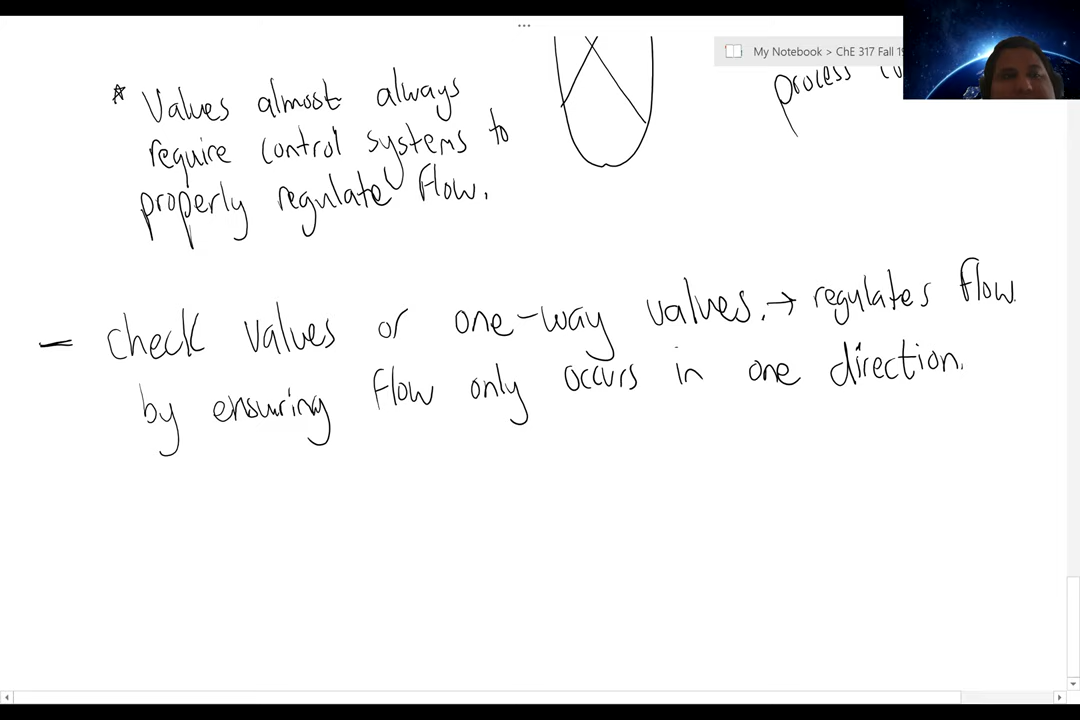 My Notebook > ChE 317 Fall 19
process
* Valves almost always
require control systems to
properly regulate flow.
- check valves or one-way valves. → regulates flow
by ensuring flow only occurs in one direction.